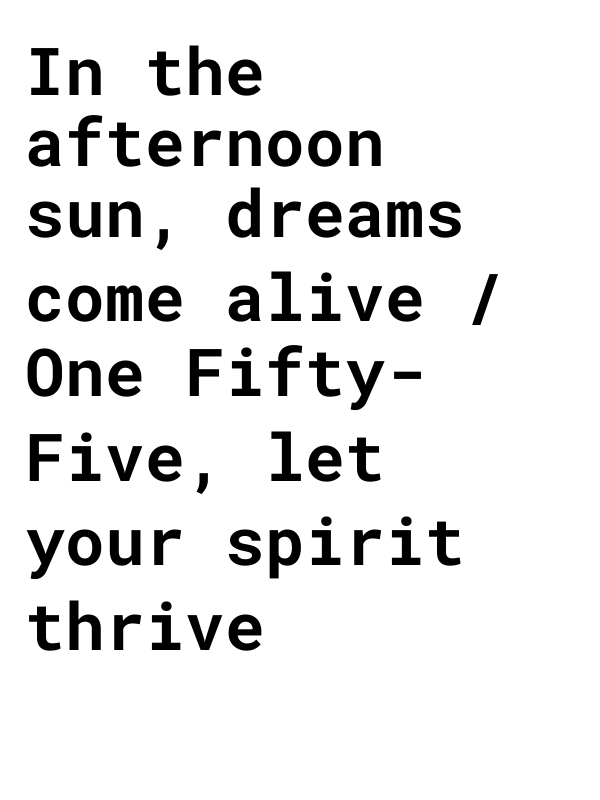 In the
afternoon
sun, dreams
come alive /
One Fifty-
Five, let
your spirit
thrive